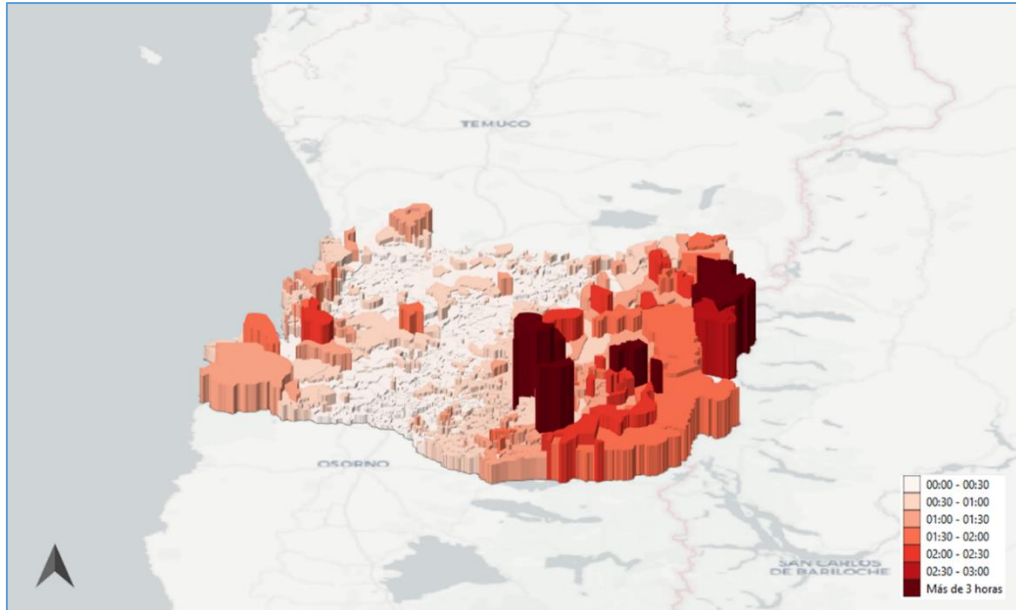 TEMUCO
OSORNO
00:00 - 00:30
00:30 - 01:00
01:00 - 01:30
01:30 - 02:00
02:00 - 02:30
02:30 - 03:00
Más de 3 horas
SAN CARLOS
DE BARILOCHE